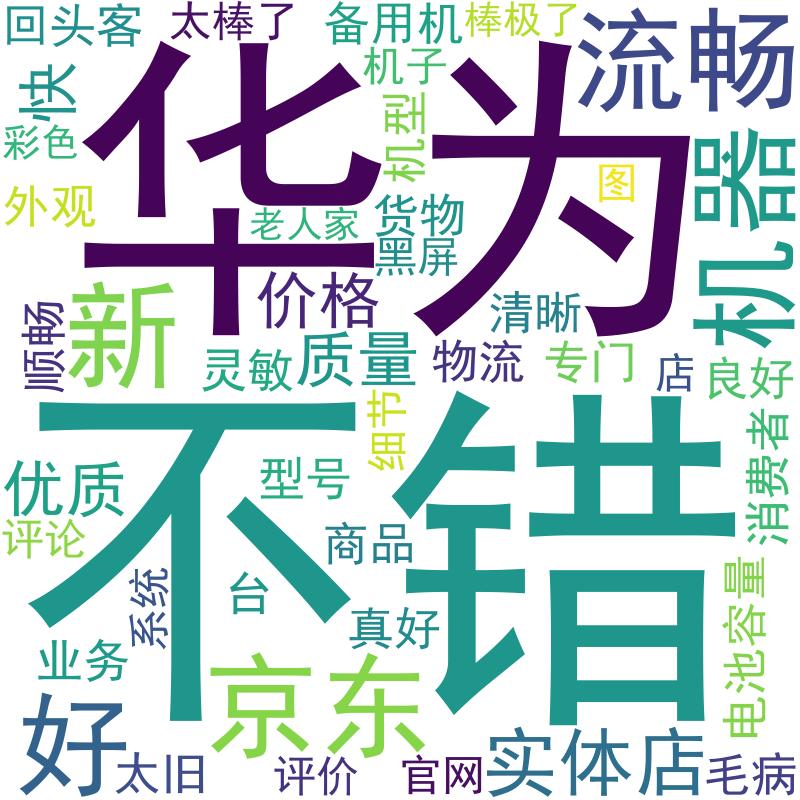 回头客
太棒了
备用机
棒极了
流畅
快
华为
机子
机型
彩色
外观
图
机器
老人家
货物
黑屏
价格
新
顺畅
清晰
灵敏
质量
物流
专门
店
良好
不错
细节
消费者
优质
型号
评论
商品
系统
台
电池容量
真好
业务
京东
好
太旧
评价
官网
实体店
毛病